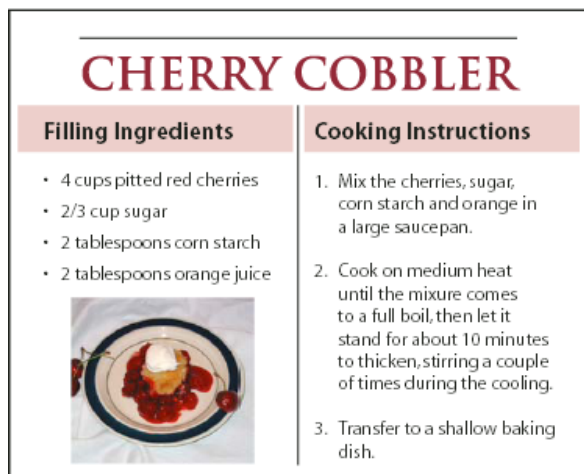 CHERRY COBBLER
Filling Ingredients
• 4 cups pitted red cherries
• 2/3 cup sugar
• 2 tablespoons corn starch
• 2 tablespoons orange juice
Cooking Instructions
1. Mix the cherries, sugar,
corn starch and orange in
a large saucepan.
2. Cook on medium heat
until the mixure comes
to a full boil, then let it
stand for about 10 minutes
to thicken, stirring a couple
of times during the cooling.
3. Transfer to a shallow baking
dish.